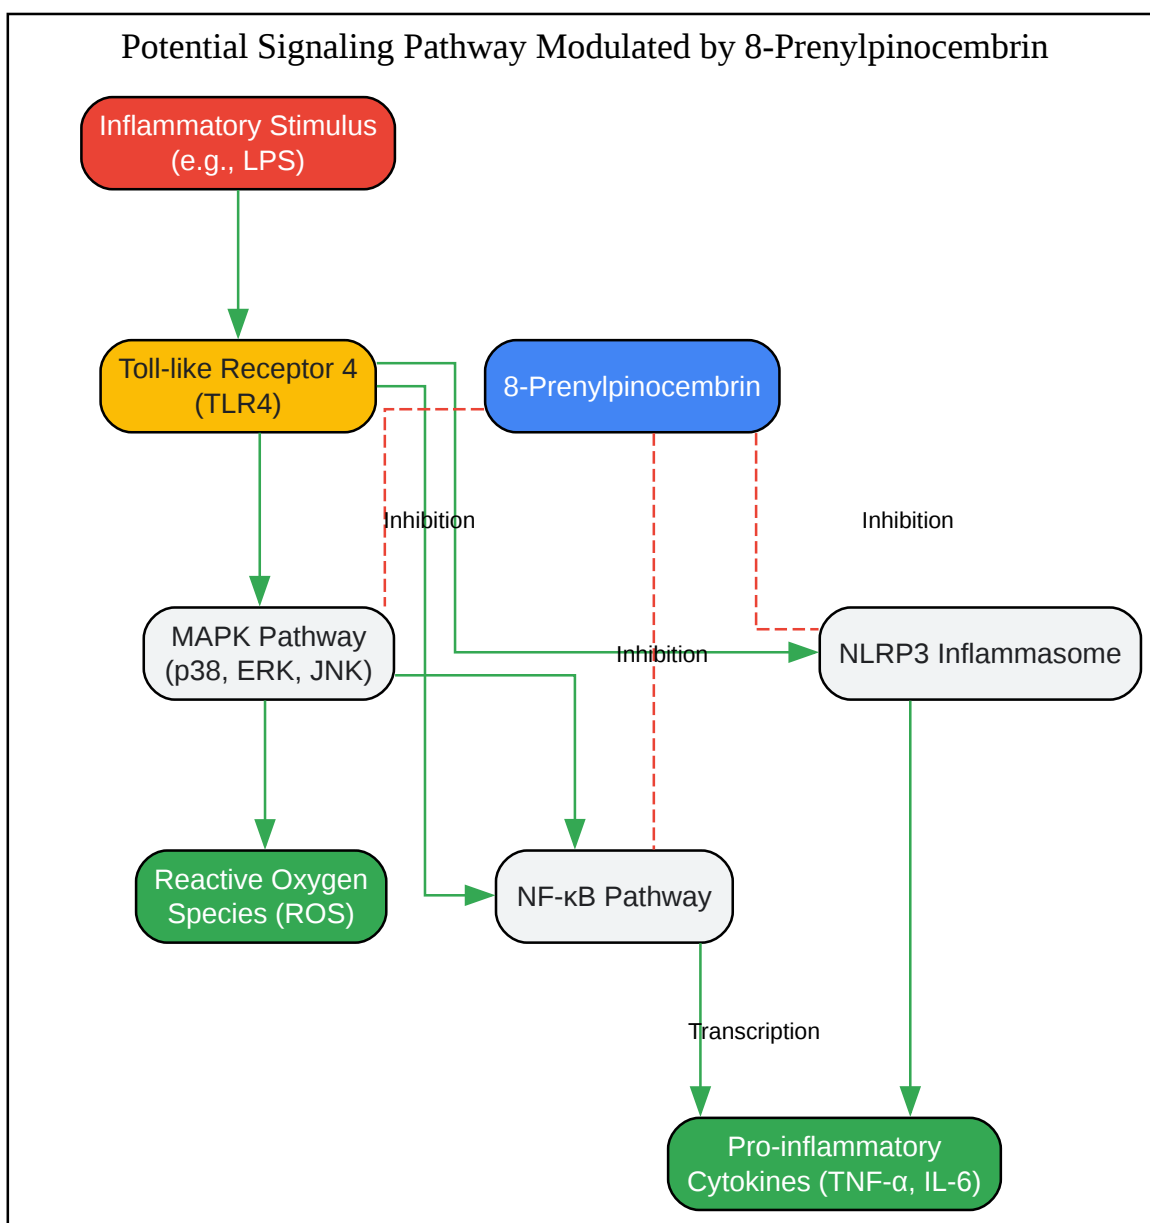 Potential Signaling Pathway Modulated by 8-Prenylpinocembrin
Inflammatory Stimulus
(e.g., LPS)
Toll-like Receptor 4
(TLR4)
8-Prenylpinocembrin
Inhibition
Inhibition
MAPK Pathway
(p38, ERK, JNK)
Inhibition
NLRP3 Inflammasome
Reactive Oxygen
Species (ROS)
NF-κB Pathway
Transcription
Pro-inflammatory
Cytokines (TNF-α, IL-6)